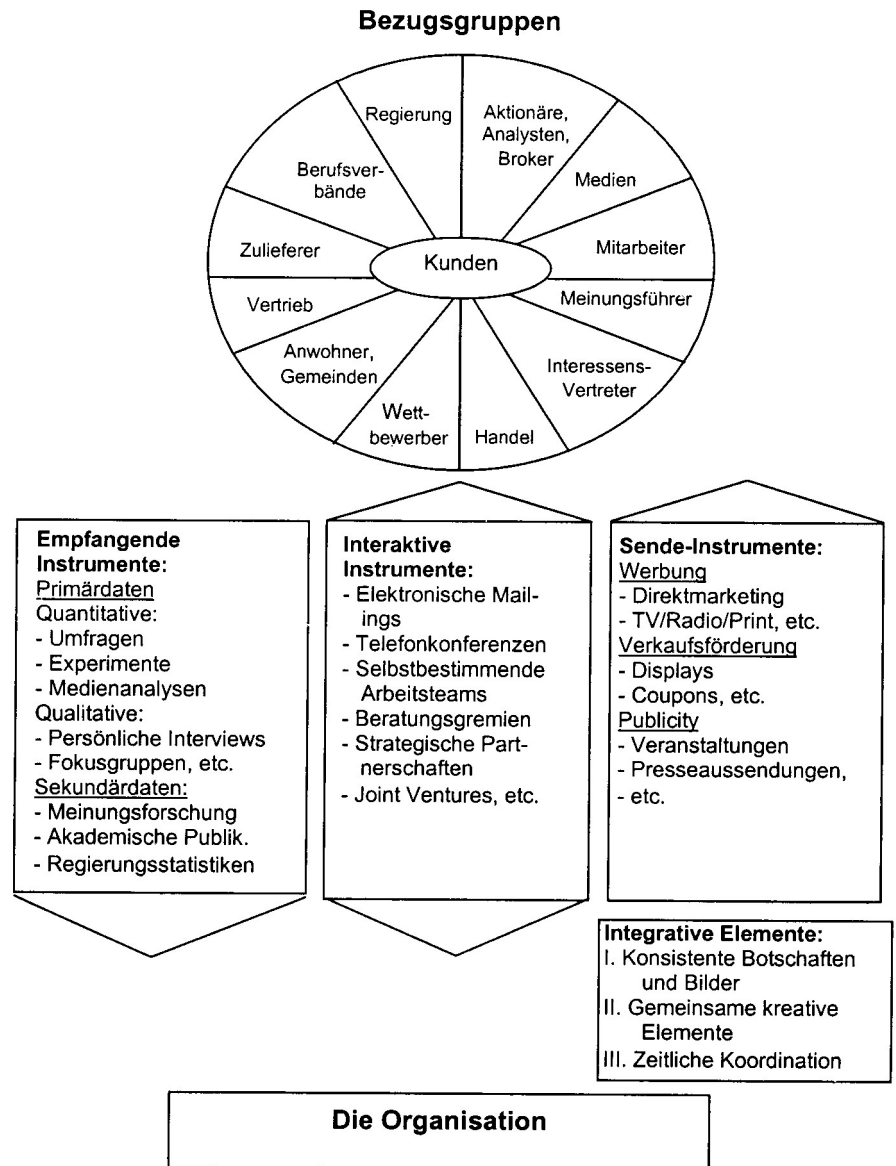 Bezugsgruppen
Regierung
Aktionäre,
Analysten,
Broker
Berufsver-
bände
Medien
Zulieferer
Kunden
Mitarbeiter
Vertrieb
Meinungsführer
Anwohner,
Gemeinden
Interessens-
Vertreter
Wett-
bewerber
Handel
Empfangende
Instrumente:
Primärdaten
Quantitative:
- Umfragen
- Experimente
- Medienanalysen
Qualitative:
- Persönliche Interviews
- Fokusgruppen, etc.
Sekundärdaten:
- Meinungsforschung
- Akademische Publik.
- Regierungsstatistiken
Interaktive
Instrumente:
- Elektronische Mail-
ings
- Telefonkonferenzen
- Selbstbestimmende
Arbeitsteams
- Beratungsgremien
- Strategische Part-
nerschaften
- Joint Ventures, etc.
Sende-Instrumente:
Werbung
- Direktmarketing
- TV/Radio/Print, etc.
Verkaufsförderung
- Displays
- Coupons, etc.
Publicity
- Veranstaltungen
- Presseaussendungen,
- etc.
Integrative Elemente:
I. Konsistente Botschaften
und Bilder
II. Gemeinsame kreative
Elemente
III. Zeitliche Koordination
Die Organisation